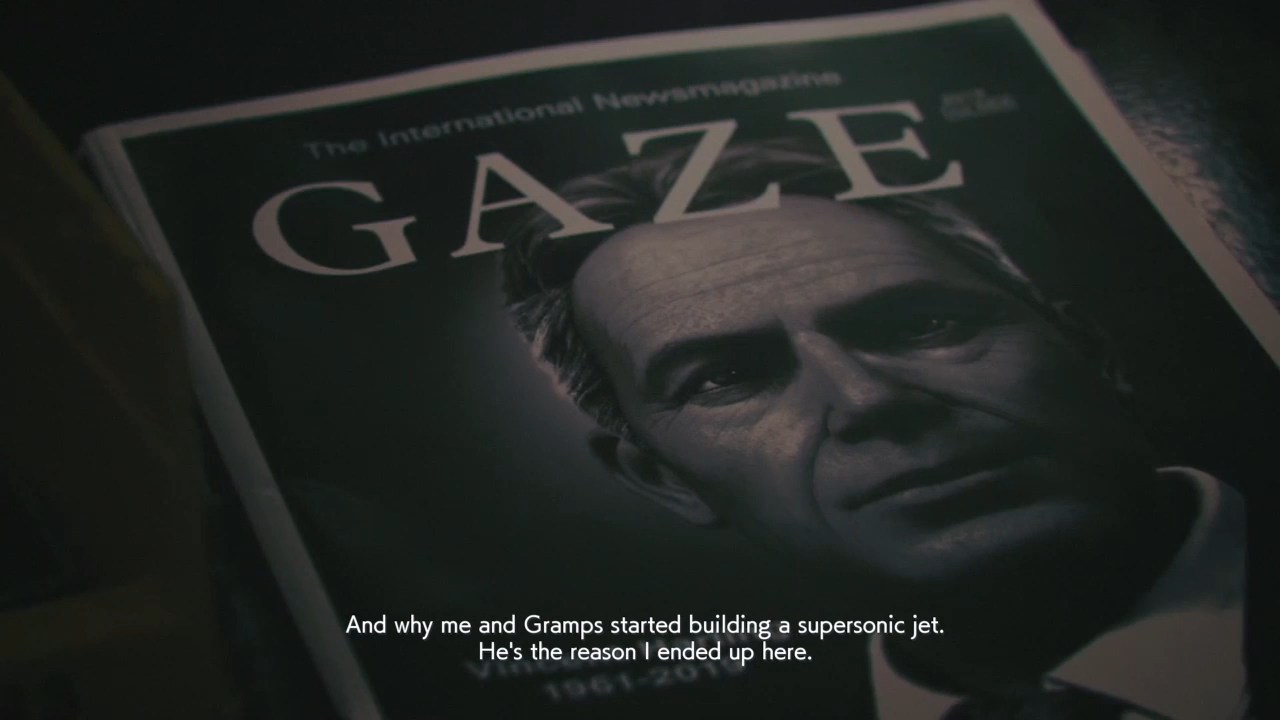 The International Newsmagazine
GAZE
And why me and Gramps started building a supersonic jet.
He's the reason I ended up here.